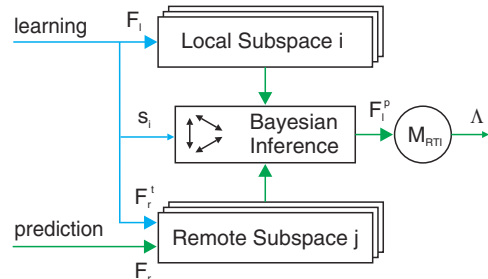 learning
F_l
Local Subspace i
s_i
Bayesian
Inference
F_l^p
M_RTI
Λ
F_r^t
prediction
Remote Subspace j
F_r